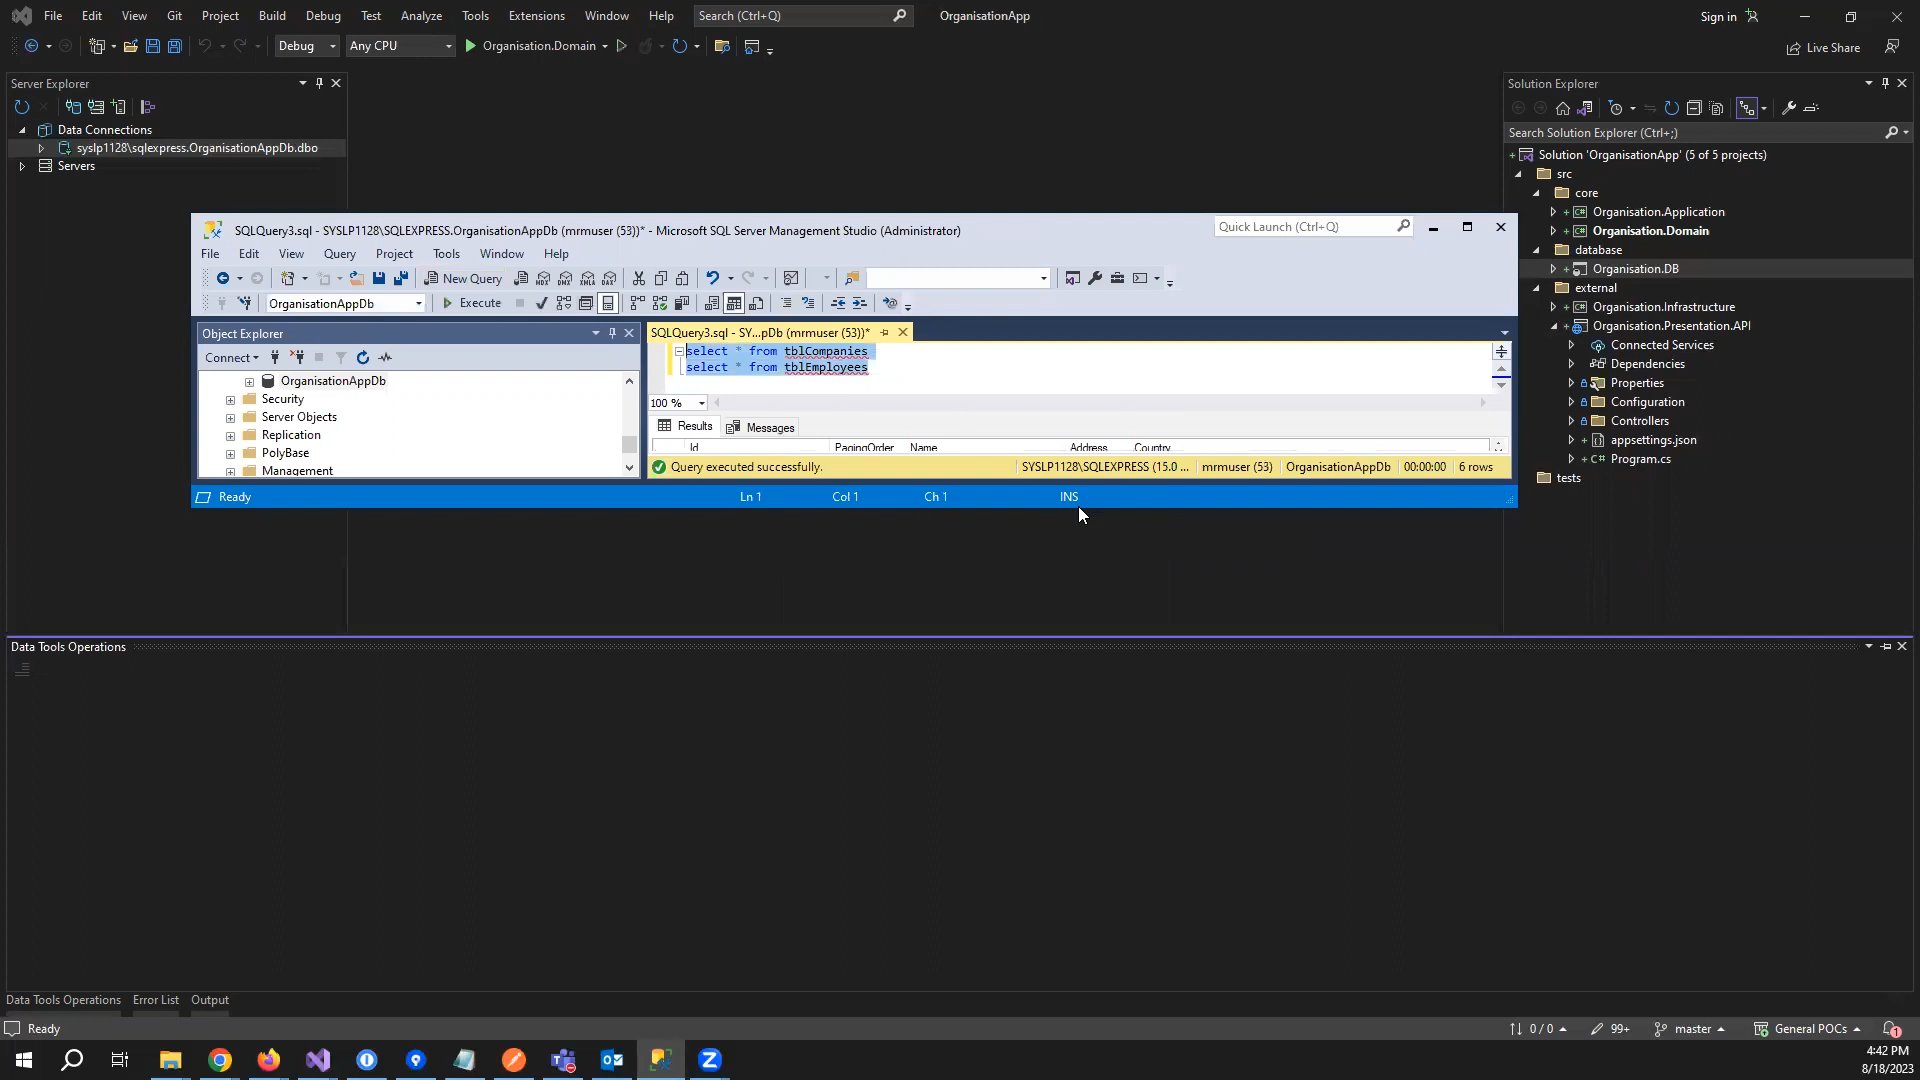 File Edit View Git Project Build Debug Test Analyze Tools Extensions Window Help Search (Ctrl+Q) OrganisationApp Sign in
Debug Any CPU Organisation.Domain Live Share
Server Explorer
Data Connections
syslp1128\sqlexpress.OrganisationAppDb.dbo
Servers
Solution Explorer
Search Solution Explorer (Ctrl+;)
Solution 'OrganisationApp' (5 of 5 projects)
src
core
Organisation.Application
Organisation.Domain
database
Organisation.DB
external
Organisation.Infrastructure
Organisation.Presentation.API
Connected Services
Dependencies
Properties
Configuration
Controllers
appsettings.json
Program.cs
tests
SQLQuery3.sql - SYSLP1128\SQLEXPRESS.OrganisationAppDb (mrmuser (53))* - Microsoft SQL Server Management Studio (Administrator)
Quick Launch (Ctrl+Q)
File Edit View Query Project Tools Window Help
New Query
OrganisationAppDb Execute
Object Explorer
Connect
OrganisationAppDb
Security
Server Objects
Replication
PolyBase
Management
SQLQuery3.sql - SY...pDb (mrmuser (53))*
select * from tblCompanies
select * from tblEmployees
100 %
Results Messages
Id PagingOrder Name Address Country
Query executed successfully. SYSLP1128\SQLEXPRESS (15.0 ... mrmuser (53) OrganisationAppDb 00:00:00 6 rows
Ready Ln 1 Col 1 Ch 1 INS
Data Tools Operations
Data Tools Operations Error List Output
Ready 0 / 0 99+ master General POCs 1
4:42 PM
8/18/2023